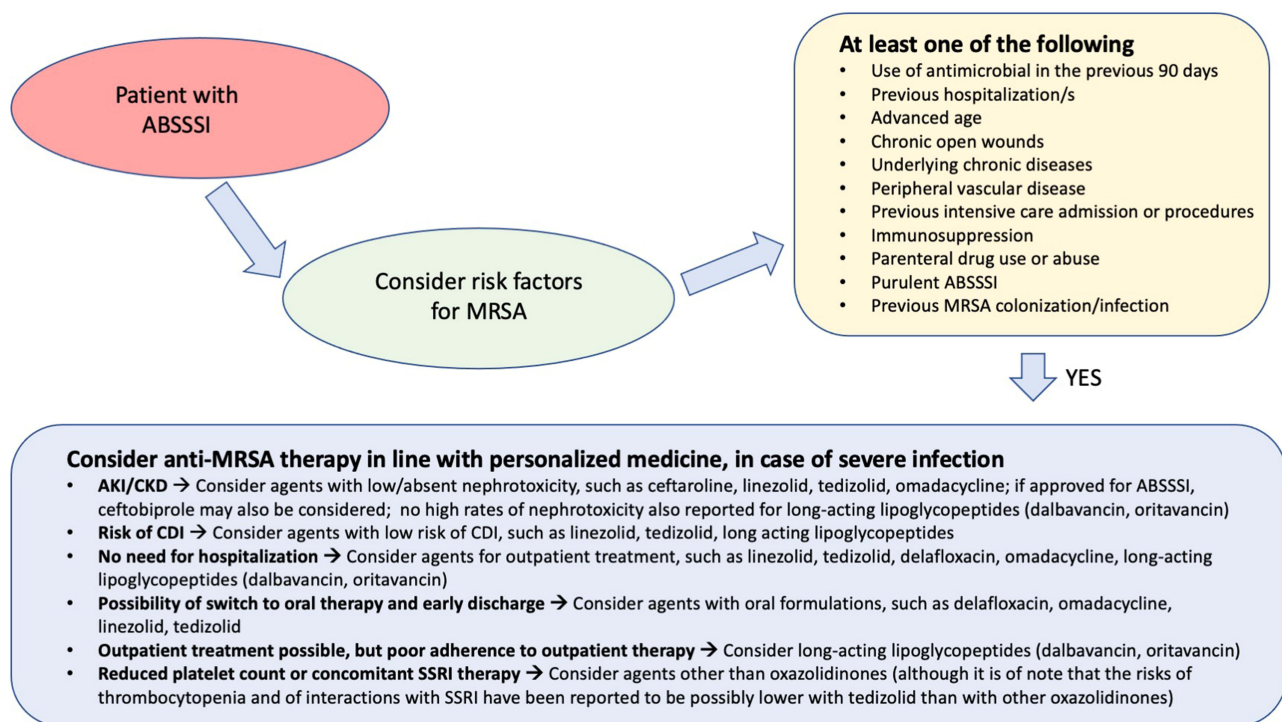 Patient with
ABSSSI
Consider risk factors
for MRSA
At least one of the following
• Use of antimicrobial in the previous 90 days
• Previous hospitalization/s
• Advanced age
• Chronic open wounds
• Underlying chronic diseases
• Peripheral vascular disease
• Previous intensive care admission or procedures
• Immunosuppression
• Parenteral drug use or abuse
• Purulent ABSSSI
• Previous MRSA colonization/infection
YES
Consider anti-MRSA therapy in line with personalized medicine, in case of severe infection
• AKI/CKD → Consider agents with low/absent nephrotoxicity, such as ceftaroline, linezolid, tedizolid, omadacycline; if approved for ABSSSI,
ceftobiprole may also be considered; no high rates of nephrotoxicity also reported for long-acting lipoglycopeptides (dalbavancin, oritavancin)
• Risk of CDI → Consider agents with low risk of CDI, such as linezolid, tedizolid, long acting lipoglycopeptides
• No need for hospitalization → Consider agents for outpatient treatment, such as linezolid, tedizolid, delafloxacin, omadacycline, long-acting
lipoglycopeptides (dalbavancin, oritavancin)
• Possibility of switch to oral therapy and early discharge → Consider agents with oral formulations, such as delafloxacin, omadacycline,
linezolid, tedizolid
• Outpatient treatment possible, but poor adherence to outpatient therapy → Consider long-acting lipoglycopeptides (dalbavancin, oritavancin)
• Reduced platelet count or concomitant SSRI therapy → Consider agents other than oxazolidinones (although it is of note that the risks of
thrombocytopenia and of interactions with SSRI have been reported to be possibly lower with tedizolid than with other oxazolidinones)